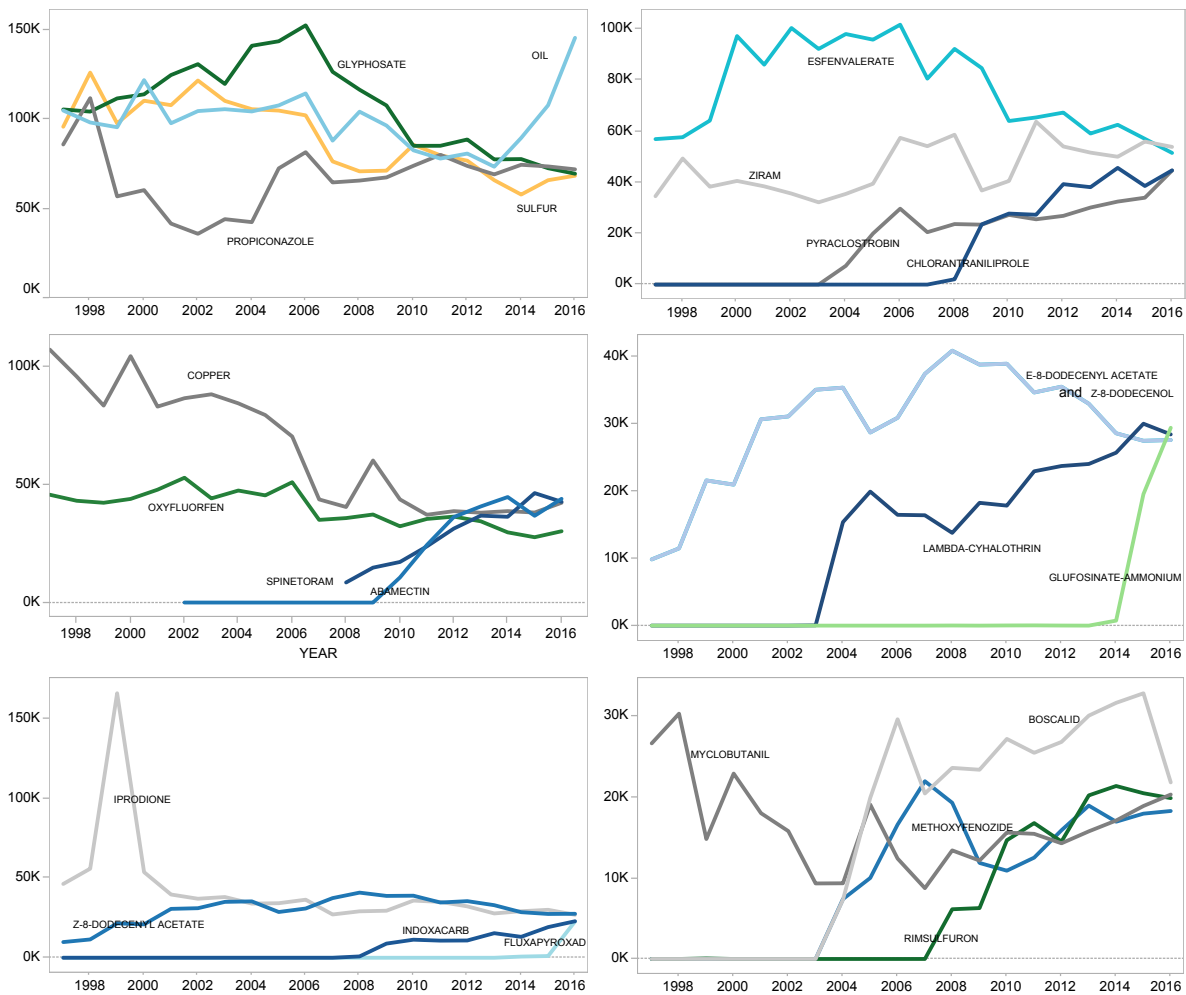 150K
100K
50K
0K
GLYPHOSATE
OIL
SULFUR
PROPICONAZOLE
1998 2000 2002 2004 2006 2008 2010 2012 2014 2016
100K
80K
60K
40K
20K
0K
ESFENVALERATE
ZIRAM
PYRACLOSTROBIN
CHLORANTRANILIPROLE
1998 2000 2002 2004 2006 2008 2010 2012 2014 2016
100K
50K
0K
COPPER
OXYFLUORFEN
SPINETORAM
ABAMECTIN
1998 2000 2002 2004 2006 2008 2010 2012 2014 2016
YEAR
40K
30K
20K
10K
0K
E-8-DODECENYL ACETATE
and Z-8-DODECENOL
LAMBDA-CYHALOTHRIN
GLUFOSINATE-AMMONIUM
1998 2000 2002 2004 2006 2008 2010 2012 2014 2016
150K
100K
50K
0K
IPRODIONE
Z-8-DODECENYL ACETATE
INDOXACARB
FLUXAPYROXAD
1998 2000 2002 2004 2006 2008 2010 2012 2014 2016
30K
20K
10K
0K
BOSCALID
MYCLOBUTANIL
METHOXYFENOZIDE
RIMSULFURON
1998 2000 2002 2004 2006 2008 2010 2012 2014 2016